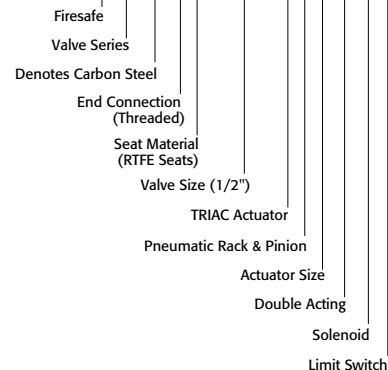 Firesafe
Valve Series
Denotes Carbon Steel
End Connection
(Threaded)
Seat Material
(RTFE Seats)
Valve Size (1/2")
TRIAC Actuator
Pneumatic Rack & Pinion
Actuator Size
Double Acting
Solenoid
Limit Switch